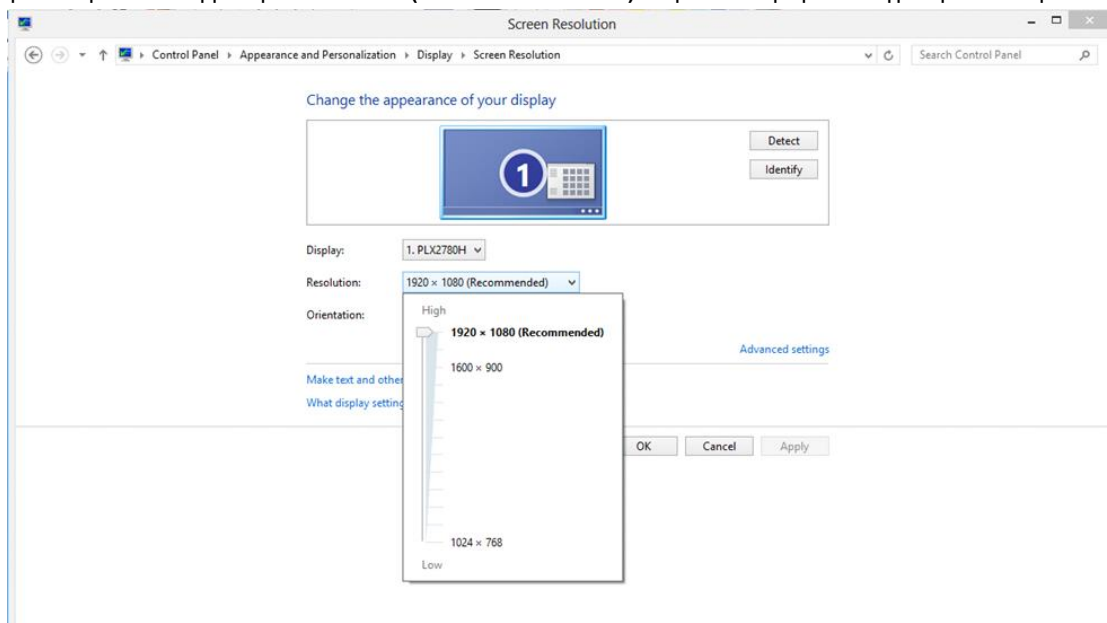 Screen Resolution
Control Panel ▸ Appearance and Personalization ▸ Display ▸ Screen Resolution
Search Control Panel
Change the appearance of your display
1
Detect
Identify
Display:
1. PLX2780H
Resolution:
1920 × 1080 (Recommended)
Orientation:
High
1920 × 1080 (Recommended)
1600 × 900
1024 × 768
Low
Advanced settings
Make text and other
What display setting
OK
Cancel
Apply